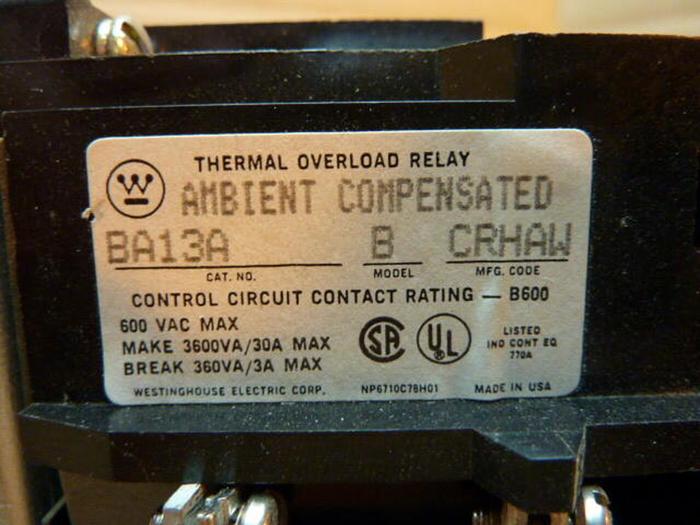 THERMAL OVERLOAD RELAY
W AMBIENT COMPENSATED
BA13A B CRHAW
CAT. NO. MODEL MFG. CODE
CONTROL CIRCUIT CONTACT RATING — B600
600 VAC MAX
MAKE 3600VA/30A MAX
BREAK 360VA/3A MAX
SA UL
LISTED
IND CONT EQ
770A
WESTINGHOUSE ELECTRIC CORP. NP6710C78H01 MADE IN USA